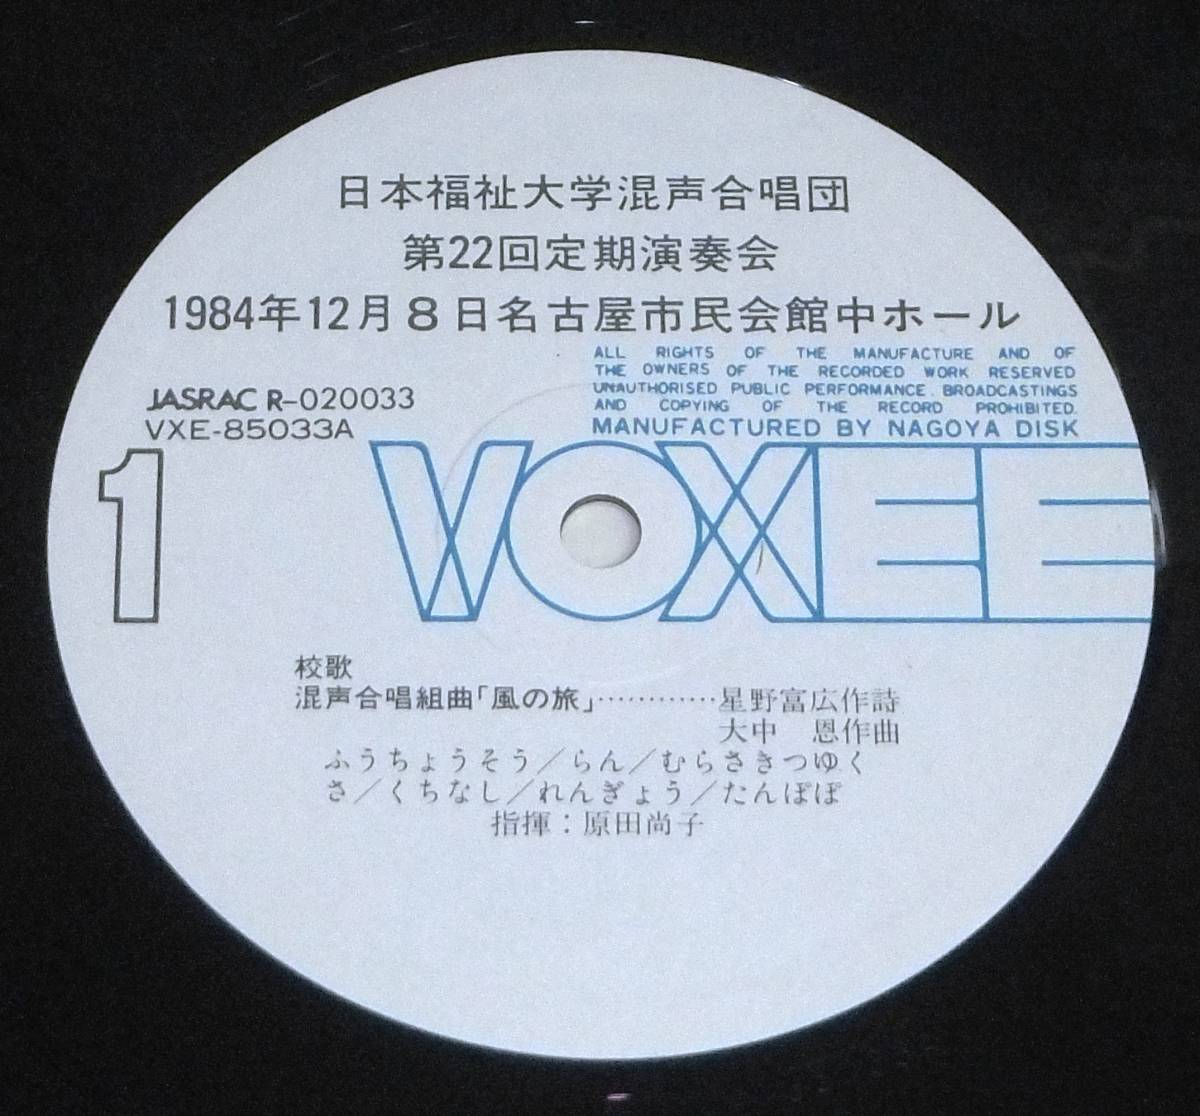 日本福祉大学混声合唱団
第22回定期演奏会
1984年12月8日名古屋市民会館中ホール
ALL RIGHTS OF THE MANUFACTURE AND OF
THE OWNERS OF THE RECORDED WORK RESERVED
UNAUTHORISED PUBLIC PERFORMANCE. BROADCASTINGS
AND COPYING OF THE RECORD PROHIBITED.
MANUFACTURED BY NAGOYA DISK
JASRAC R-020033
VXE-85033A
1
VOXEE
校歌
混声合唱組曲「風の旅」…………星野富広作詩
大中 恩作曲
ふうちょうそう/らん/むらさきつゆく
さ/くちなし/れんぎょう/たんぽぽ
指揮:原田尚子